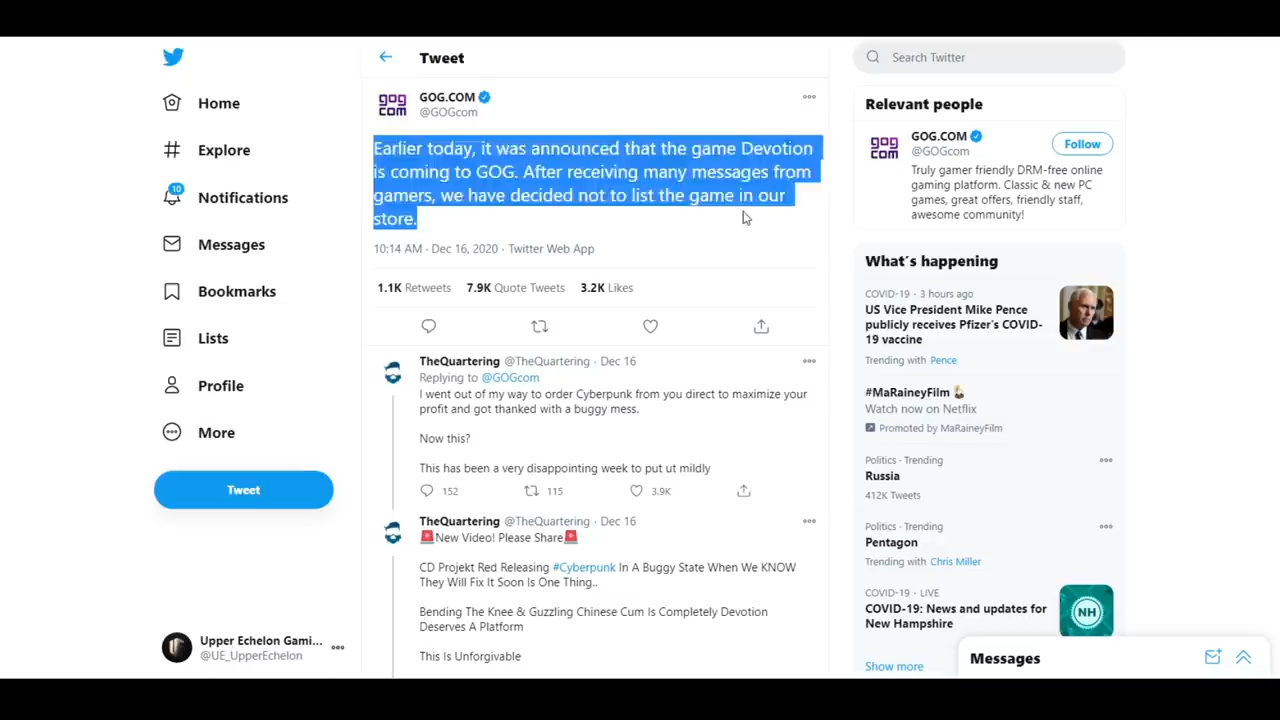 Tweet
GOG.COM
@GOGcom
Earlier today, it was announced that the game Devotion
is coming to GOG. After receiving many messages from
gamers, we have decided not to list the game in our
store.
10:14 AM · Dec 16, 2020 · Twitter Web App
1.1K Retweets 7.9K Quote Tweets 3.2K Likes
TheQuartering @TheQuartering · Dec 16
Replying to @GOGcom
I went out of my way to order Cyberpunk from you direct to maximize your
profit and got thanked with a buggy mess.
Now this?
This has been a very disappointing week to put ut mildly
152 115 3.9K
TheQuartering @TheQuartering · Dec 16
🚨New Video! Please Share🚨
CD Projekt Red Releasing #Cyberpunk In A Buggy State When We KNOW
They Will Fix It Soon Is One Thing..
Bending The Knee & Guzzling Chinese Cum Is Completely Devotion
Deserves A Platform
This Is Unforgivable
Home
Explore
10
Notifications
Messages
Bookmarks
Lists
Profile
More
Tweet
Upper Echelon Gami...
@UE_UpperEchelon
Search Twitter
Relevant people
gog
com
GOG.COM
@GOGcom
Follow
Truly gamer friendly DRM-free online
gaming platform. Classic & new PC
games, great offers, friendly staff,
awesome community!
What's happening
COVID-19 · 3 hours ago
US Vice President Mike Pence
publicly receives Pfizer's COVID-
19 vaccine
Trending with Pence
#MaRaineyFilm
Watch now on Netflix
Promoted by MaRaineyFilm
Politics · Trending
Russia
412K Tweets
Politics · Trending
Pentagon
Trending with Chris Miller
COVID-19 · LIVE
COVID-19: News and updates for
New Hampshire
NH
Show more
Messages
gog
com